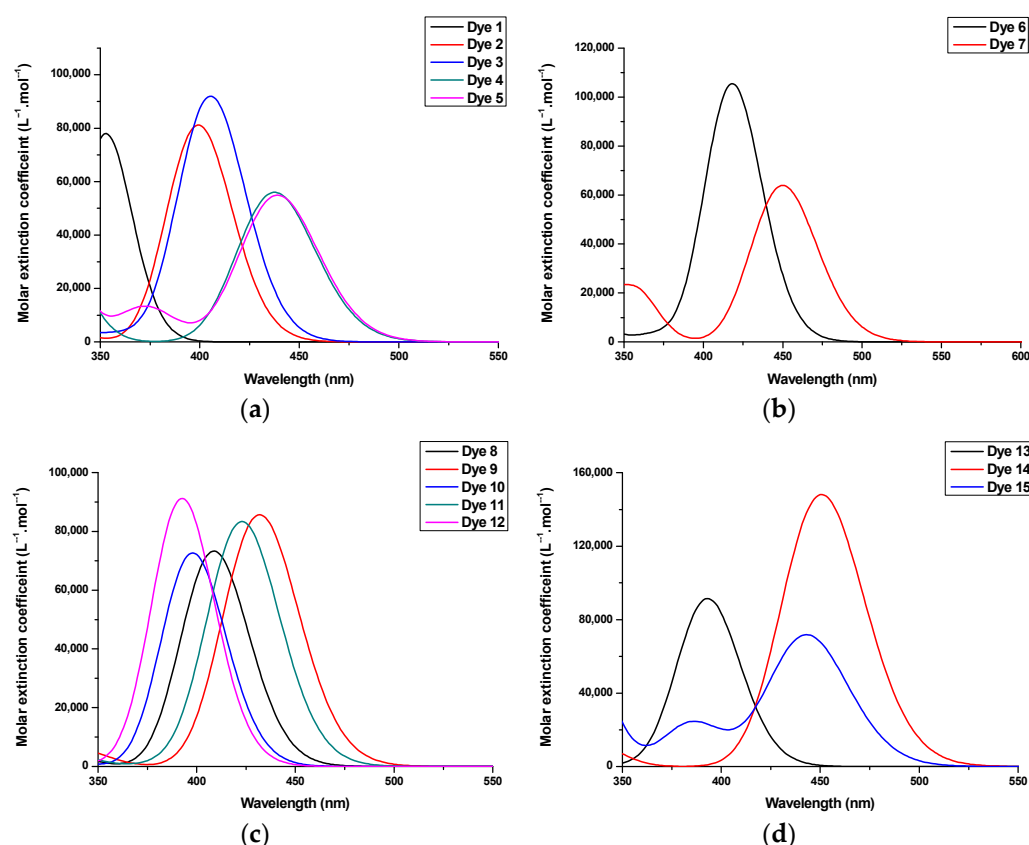 Dye 1
Dye 2
Dye 3
Dye 4
Dye 5
100,000
80,000
60,000
40,000
20,000
0
350
400
450
500
550
Molar extinction coefficeint (L⁻¹.mol⁻¹)
Wavelength (nm)
(a)
Dye 6
Dye 7
120,000
100,000
80,000
60,000
40,000
20,000
0
350
400
450
500
550
600
Molar extinction coefficeint (L⁻¹.mol⁻¹)
Wavelength (nm)
(b)
Dye 8
Dye 9
Dye 10
Dye 11
Dye 12
100,000
80,000
60,000
40,000
20,000
0
350
400
450
500
550
Molar extinction coefficeint (L⁻¹.mol⁻¹)
Wavelength (nm)
(c)
Dye 13
Dye 14
Dye 15
160,000
120,000
80,000
40,000
0
350
400
450
500
550
Molar extinction coefficeint (L⁻¹.mol⁻¹)
Wavelength (nm)
(d)